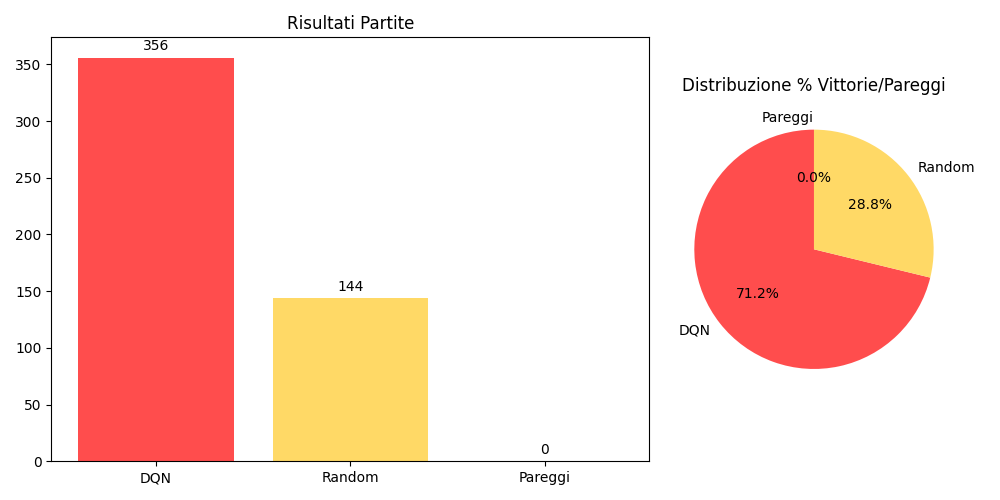 Risultati Partite
356
350
300
250
200
150
100
50
0
144
0
DQN
Random
Pareggi
Distribuzione % Vittorie/Pareggi
Pareggi
0.0%
Random
28.8%
71.2%
DQN